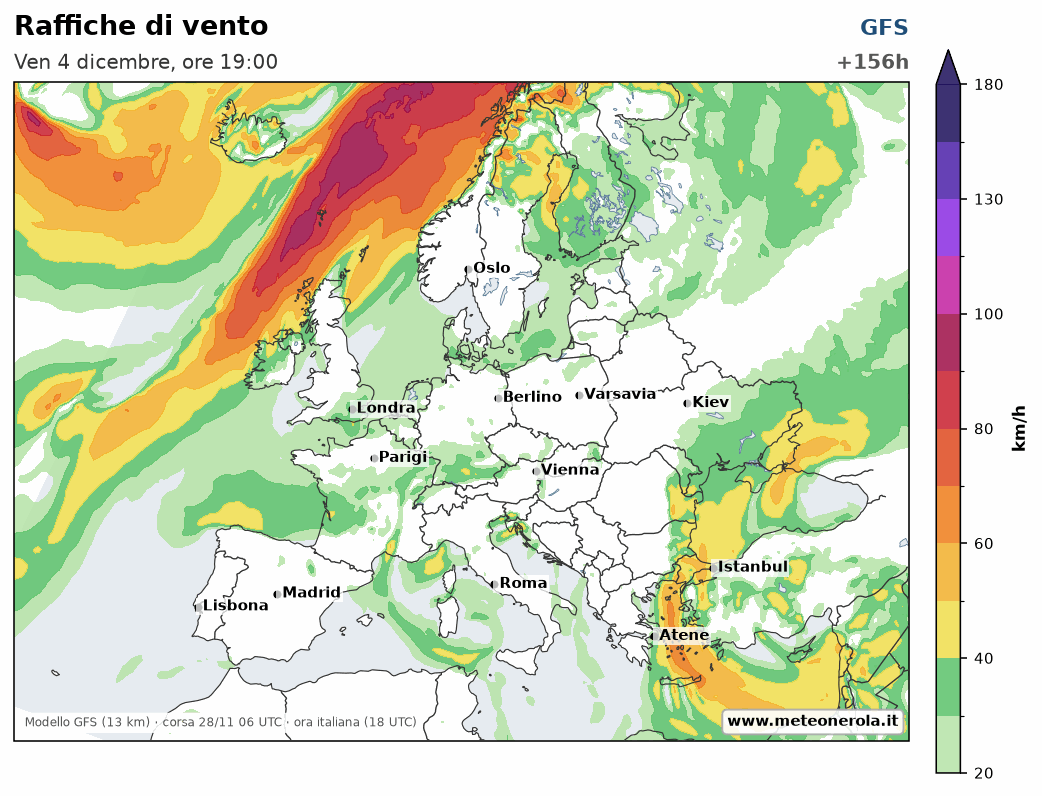 Raffiche di vento
GFS
Ven 4 dicembre, ore 19:00
+156h
180
130
100
80
60
40
20
km/h
Oslo
Londra
Berlino
Varsavia
Kiev
Parigi
Vienna
Istanbul
Roma
Madrid
Lisbona
Atene
Modello GFS (13 km) · corsa 28/11 06 UTC · ora italiana (18 UTC)
www.meteonerola.it